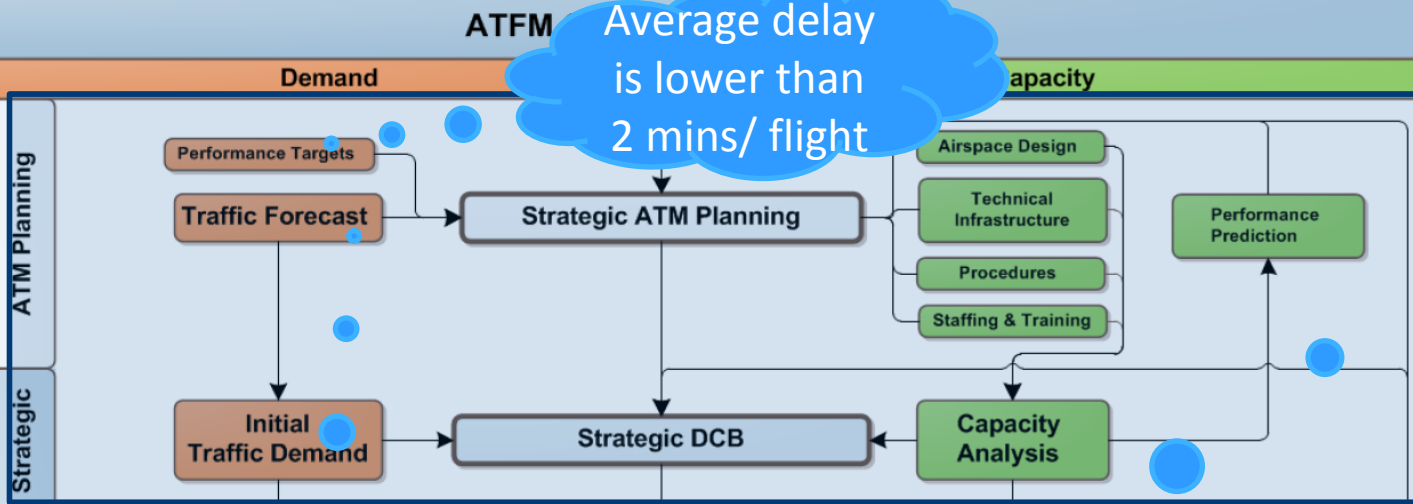 ATFM
Average delay
is lower than
2 mins/ flight
Demand
apacity
ATM Planning
Performance Targets
Traffic Forecast
Strategic ATM Planning
Airspace Design
Technical
Infrastructure
Procedures
Staffing & Training
Performance
Prediction
Strategic
Initial
Traffic Demand
Strategic DCB
Capacity
Analysis